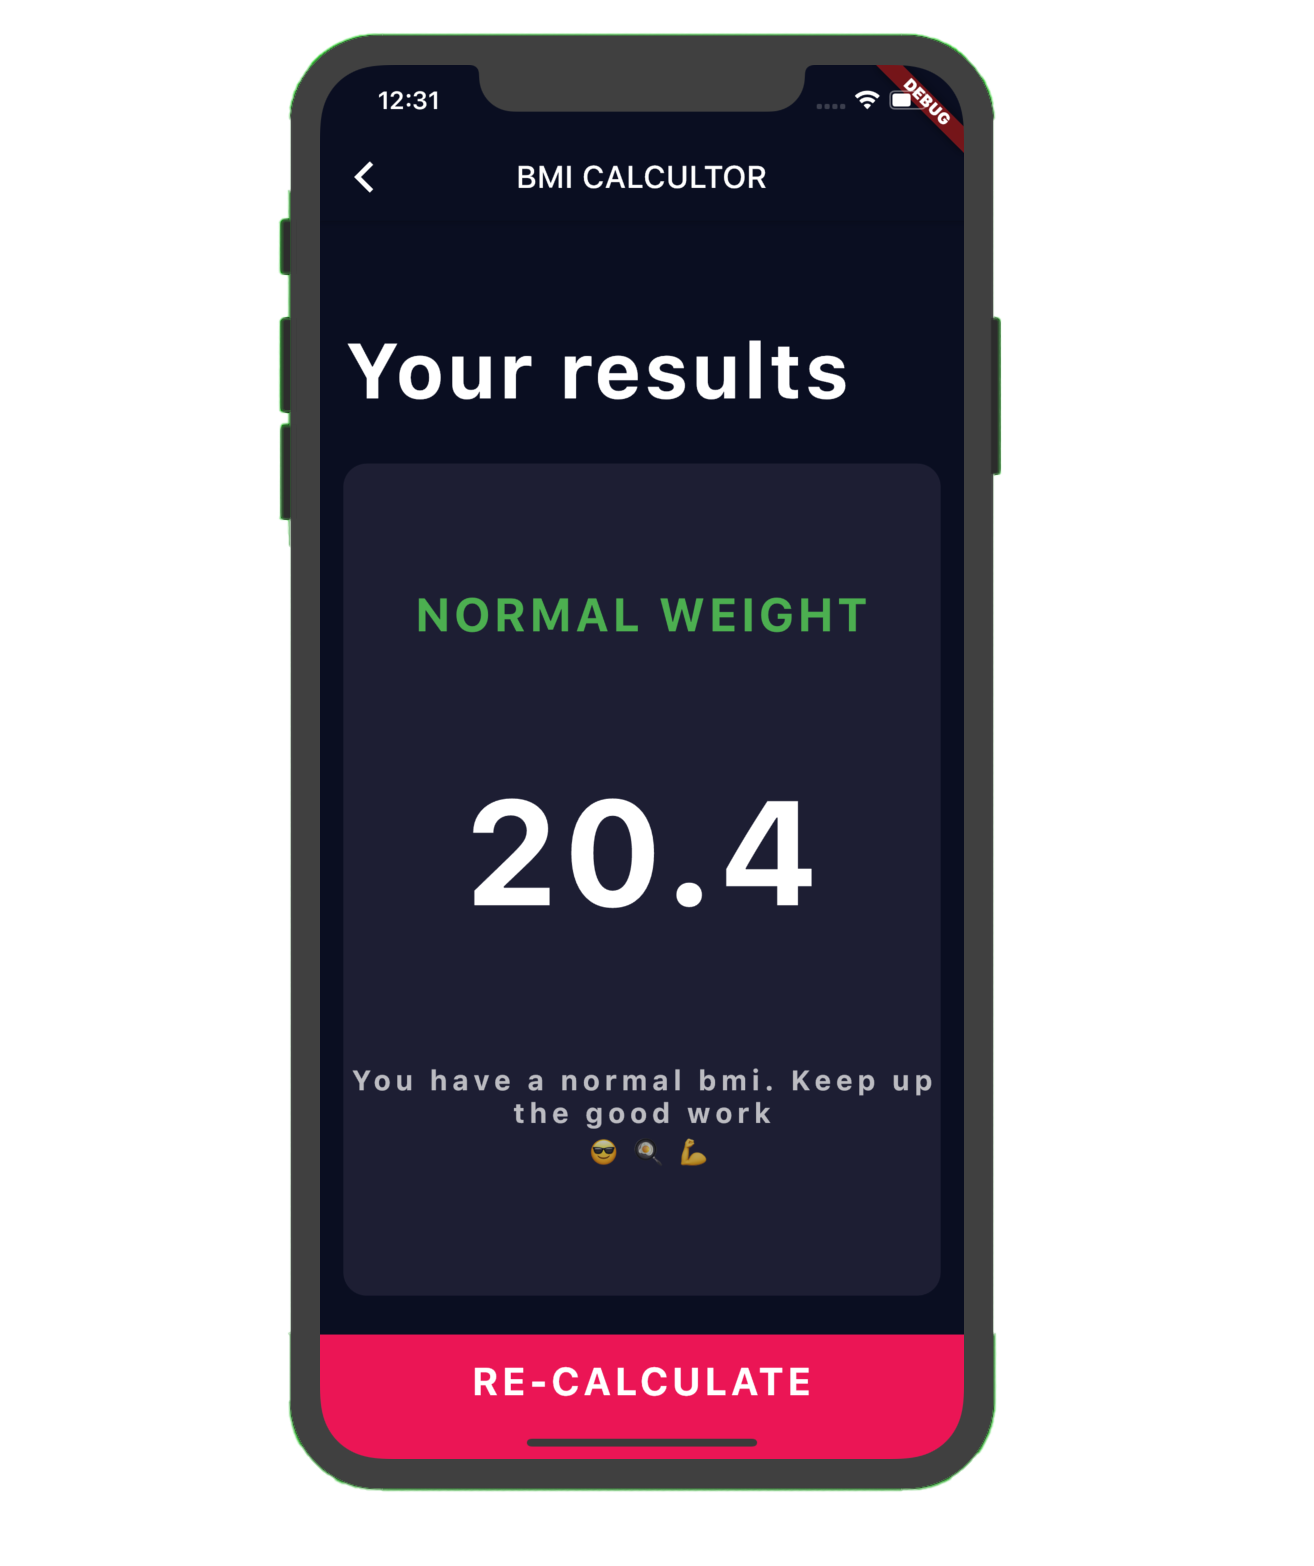 12:31
DEBUG
BMI CALCULTOR
Your results
NORMAL WEIGHT
20.4
You have a normal bmi. Keep up
the good work
😎 🍳 💪
RE-CALCULATE